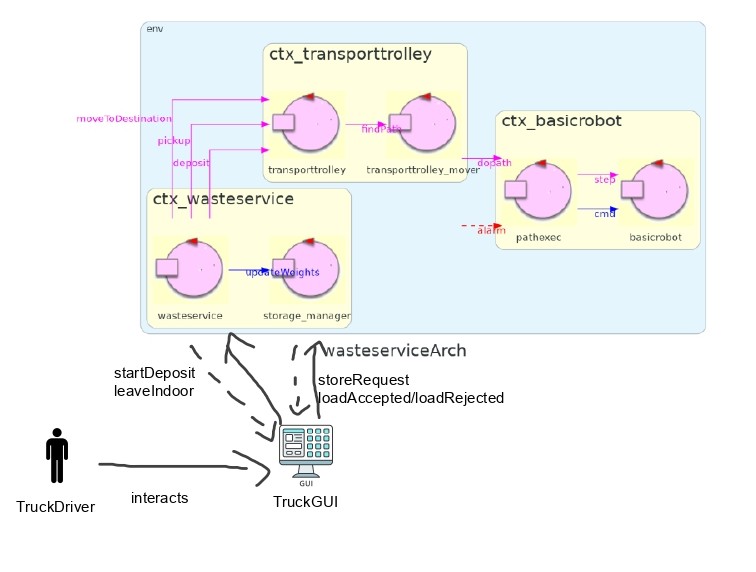 env
ctx_transporttrolley
moveToDestination
pickup
deposit
findPath
transporttrolley
transporttrolley_mover
ctx_basicrobot
dopath
step
cmd
alarm
pathexec
basicrobot
ctx_wasteservice
updateWeights
wasteservice
storage_manager
wasteserviceArch
startDeposit
leaveIndoor
storeRequest
loadAccepted/loadRejected
GUI
TruckDriver
interacts
TruckGUI